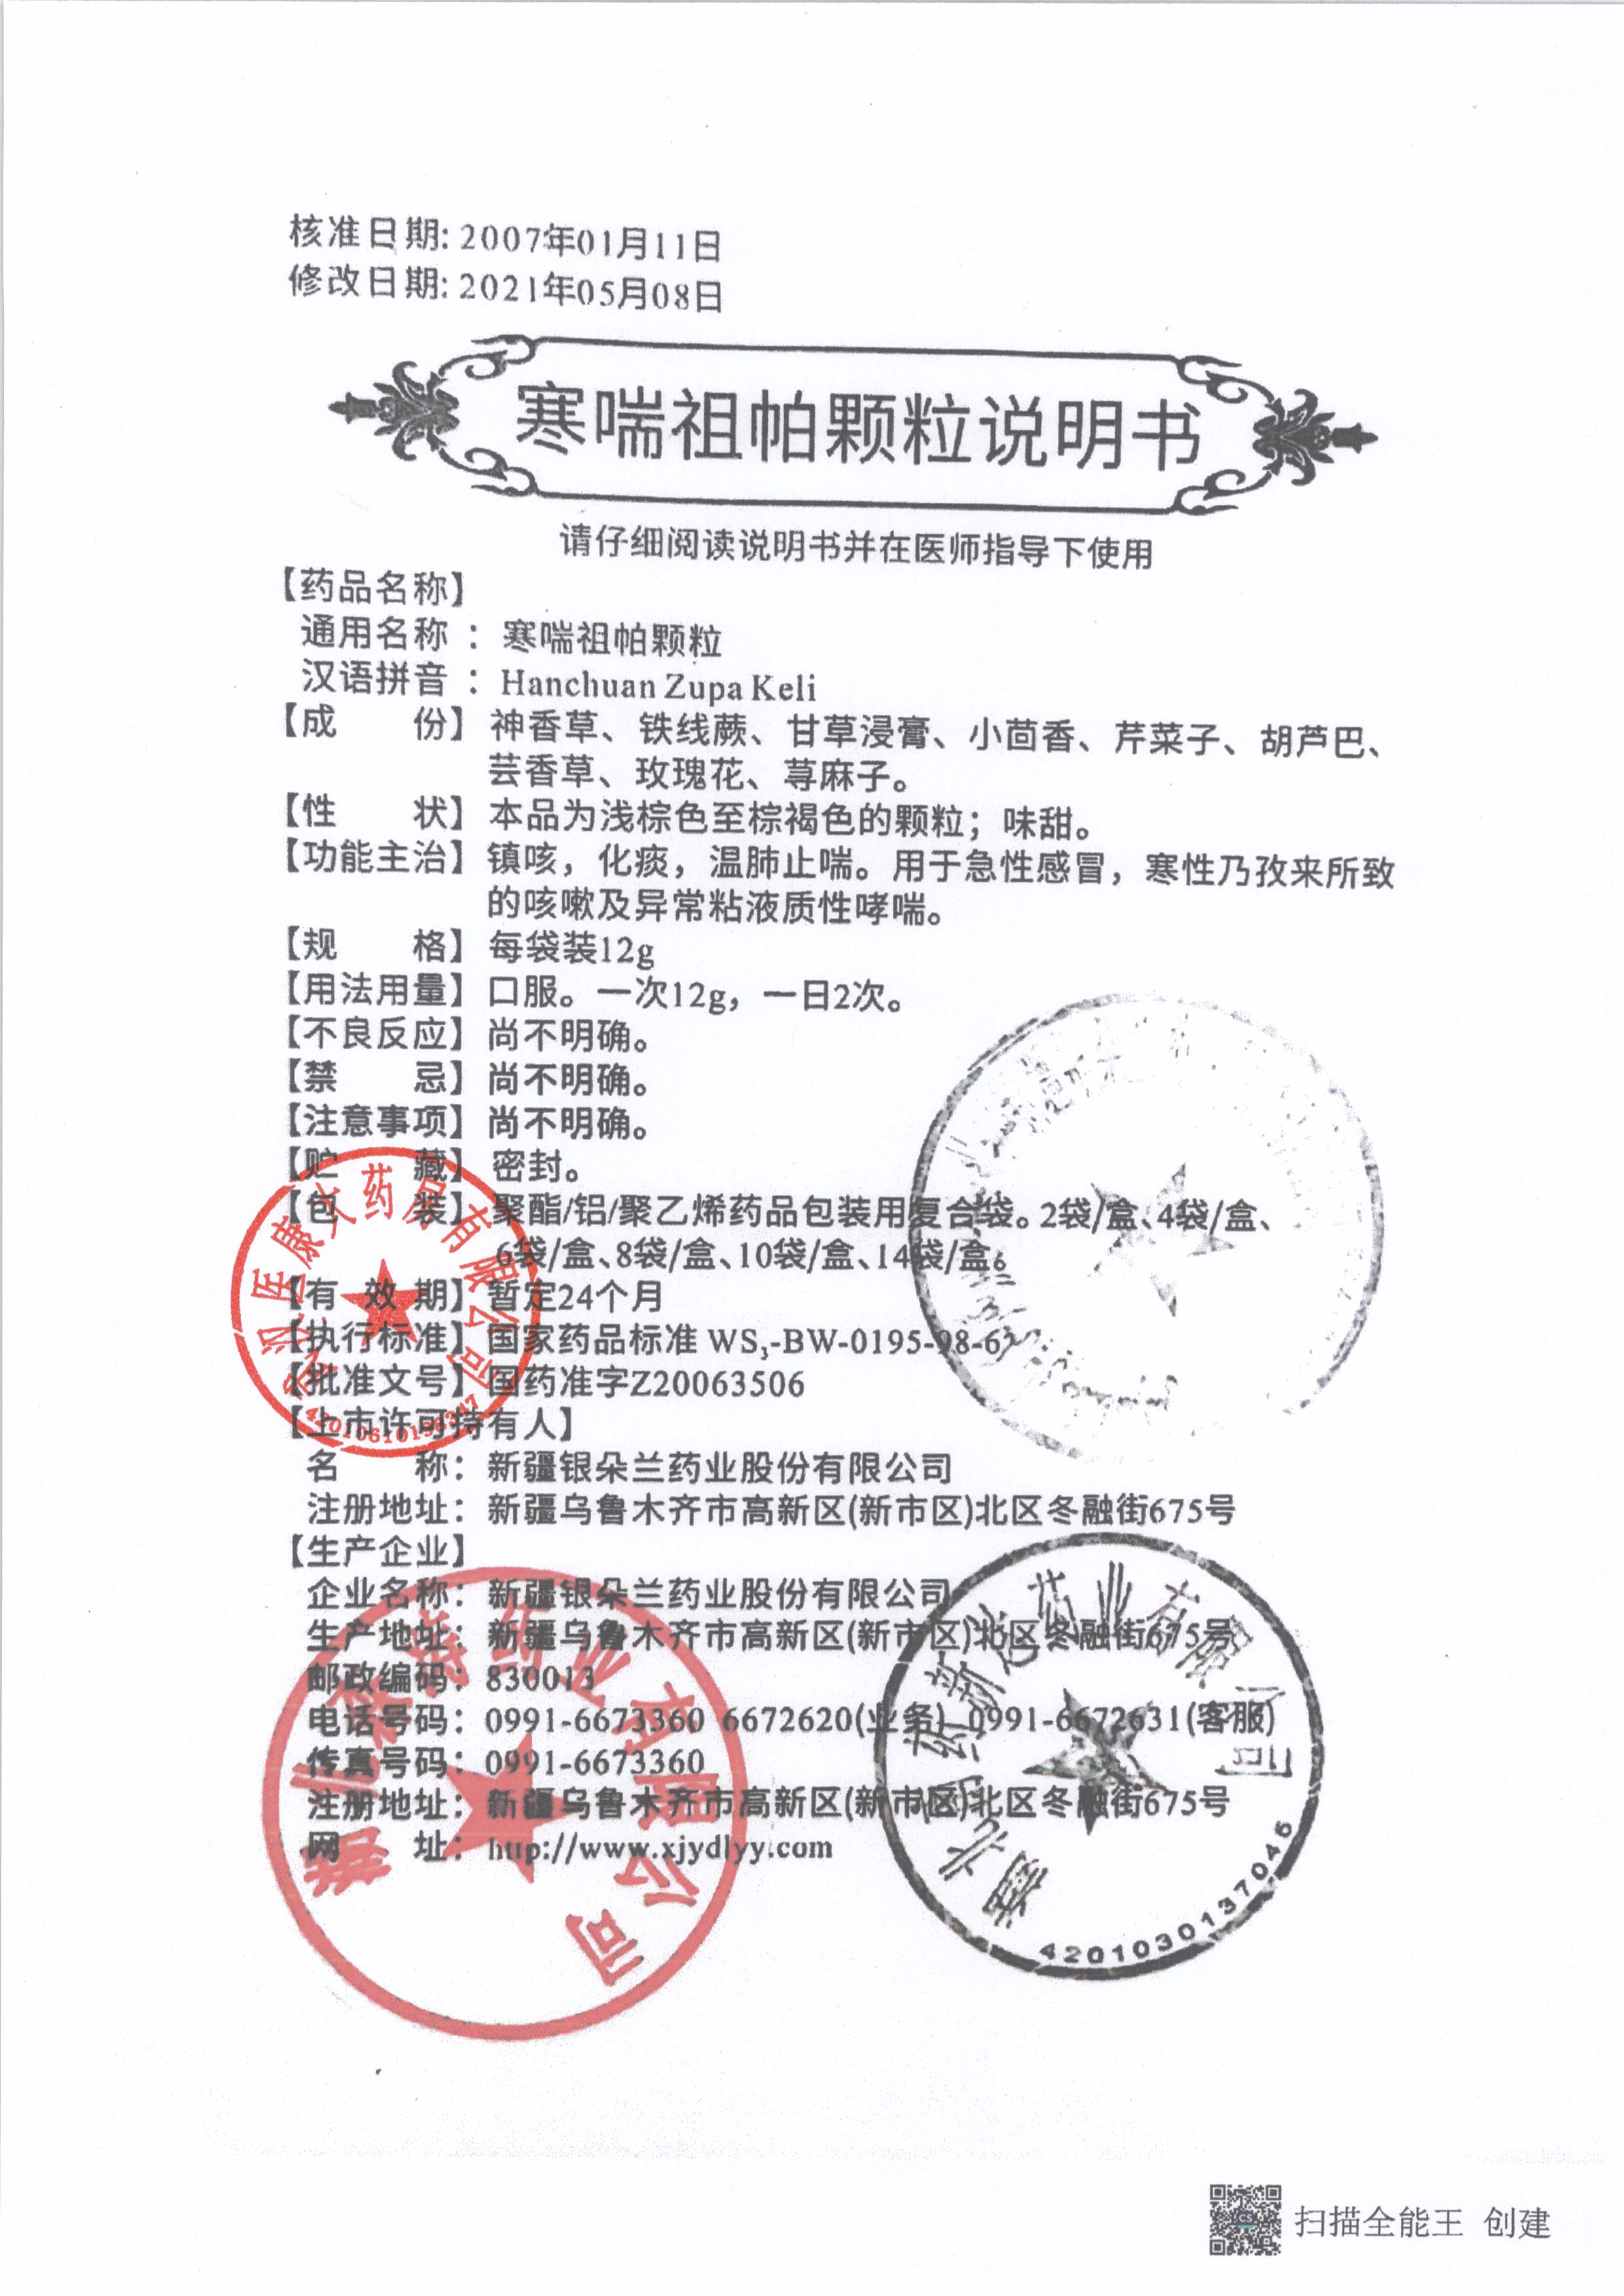 核准日期: 2007年01月11日
修改日期: 2021年05月08日
寒喘祖帕颗粒说明书
请仔细阅读说明书并在医师指导下使用
【药品名称】
通用名称 ： 寒喘祖帕颗粒
汉语拼音 ： Hanchuan Zupa Keli
【成 份】 神香草、铁线蕨、甘草浸膏、小茴香、芹菜子、胡芦巴、
芸香草、玫瑰花、荨麻子。
【性 状】 本品为浅棕色至棕褐色的颗粒；味甜。
【功能主治】 镇咳，化痰，温肺止喘。用于急性感冒，寒性乃孜来所致
的咳嗽及异常粘液质性哮喘。
【规 格】 每袋装12g
【用法用量】 口服。一次12g，一日2次。
【不良反应】 尚不明确。
【禁 忌】 尚不明确。
【注意事项】 尚不明确。
【贮 藏】 密封。
【包 装】 聚酯/铝/聚乙烯药品包装用复合袋。2袋/盒、4袋/盒、
6袋/盒、8袋/盒、10袋/盒、14袋/盒。
【有 效 期】 暂定24个月
【执行标准】 国家药品标准 WS₃-BW-0195-98-63
【批准文号】 国药准字Z20063506
【上市许可持有人】
名 称： 新疆银朵兰药业股份有限公司
注册地址： 新疆乌鲁木齐市高新区(新市区)北区冬融街675号
【生产企业】
企业名称： 新疆银朵兰药业股份有限公司
生产地址： 新疆乌鲁木齐市高新区(新市区)北区冬融街675号
邮政编码： 830013
电话号码： 0991-6673360 6672620(业务) 0991-6672631(客服)
传真号码： 0991-6673360
注册地址： 新疆乌鲁木齐市高新区(新市区)北区冬融街675号
网 址： http://www.xjydlyy.com
药业有限公司
4201030137046
扫描全能王 创建